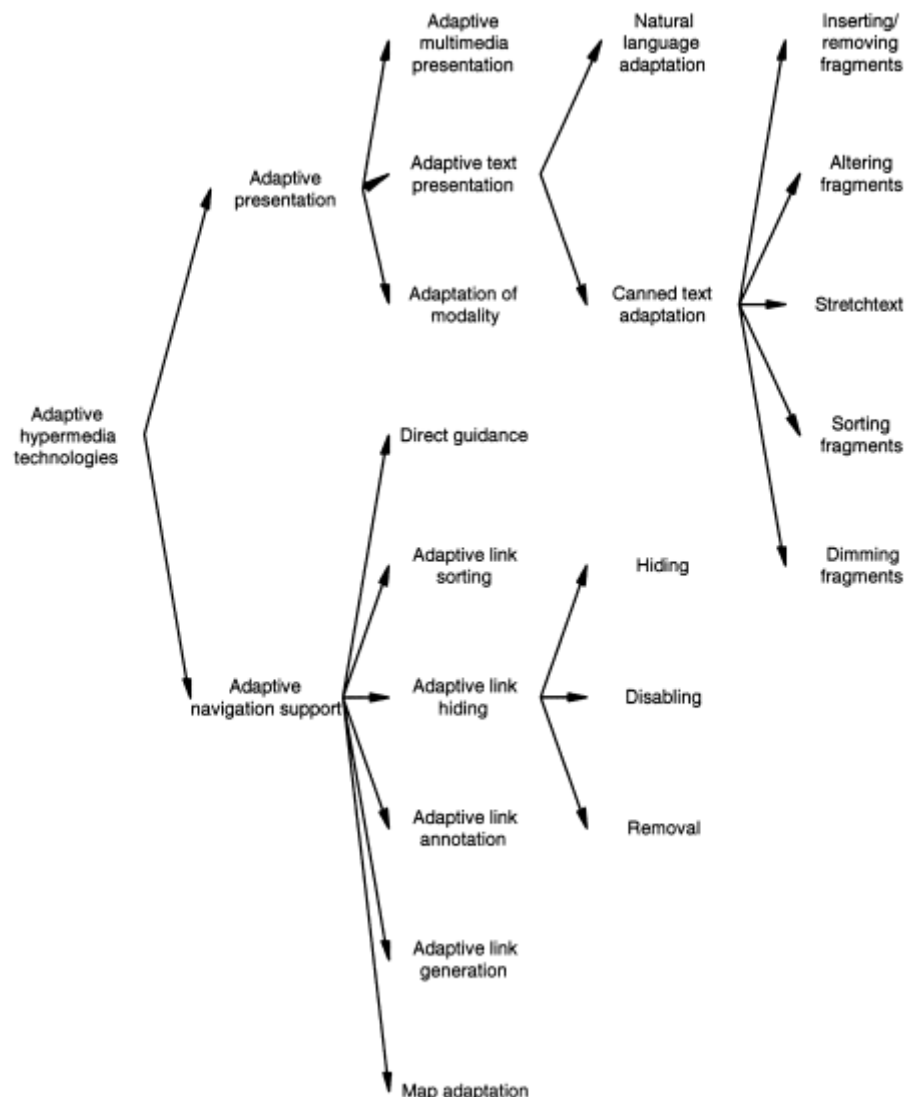 Adaptive
multimedia
presentation
Natural
language
adaptation
Inserting/
removing
fragments
Adaptive
presentation
Adaptive text
presentation
Altering
fragments
Adaptation of
modality
Canned text
adaptation
Stretchtext
Adaptive
hypermedia
technologies
Direct guidance
Sorting
fragments
Adaptive link
sorting
Hiding
Dimming
fragments
Adaptive
navigation support
Adaptive link
hiding
Disabling
Adaptive link
annotation
Removal
Adaptive link
generation
Map adaptation